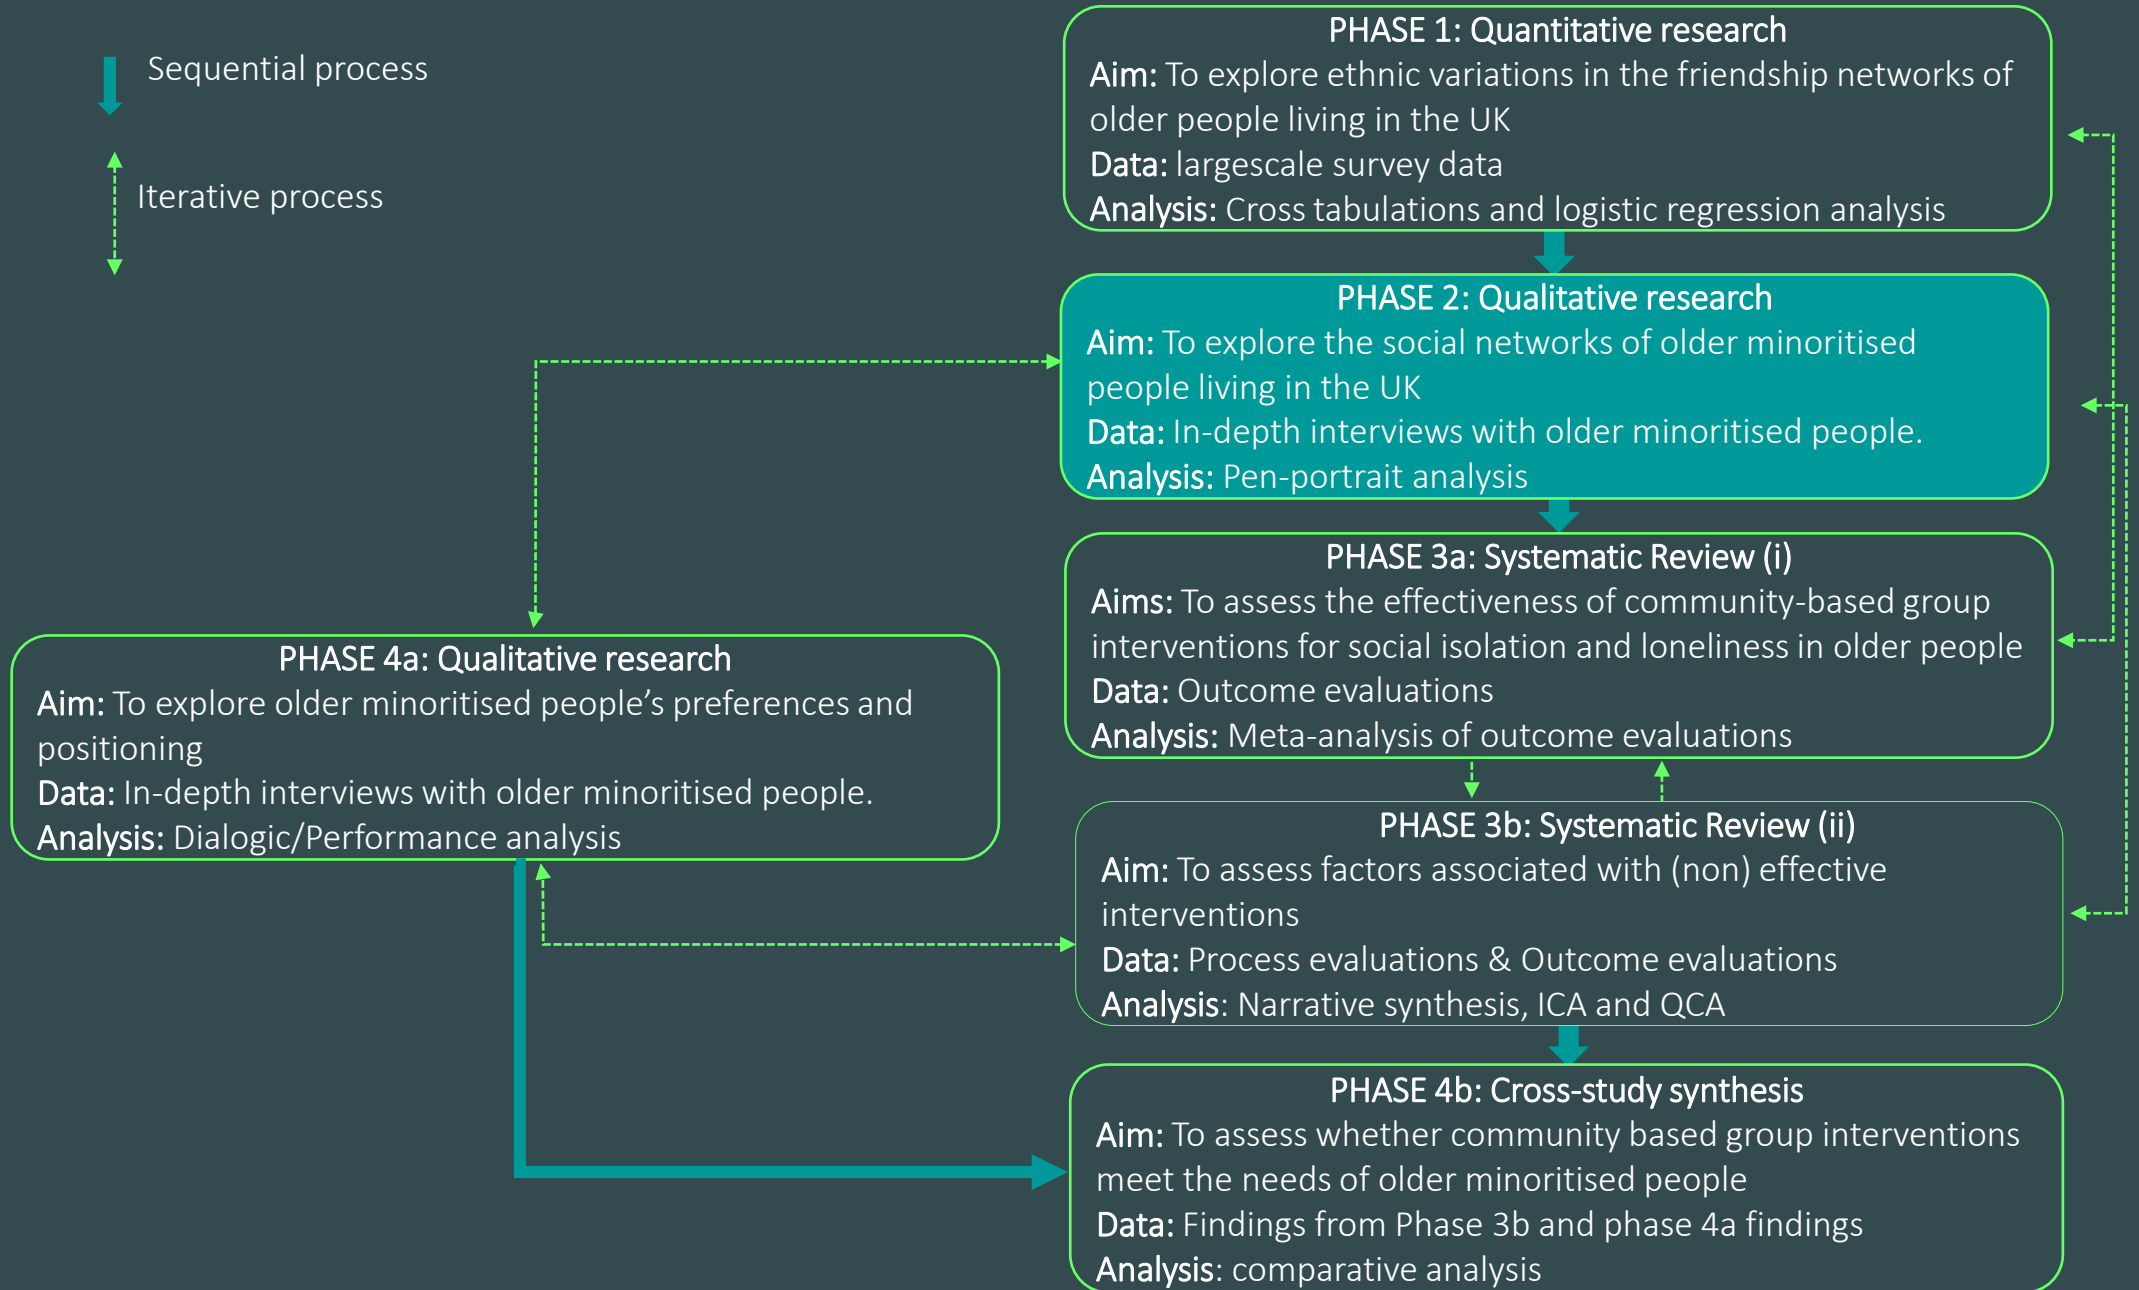 Sequential process
Iterative process
PHASE 1: Quantitative research
Aim: To explore ethnic variations in the friendship networks of
older people living in the UK
Data: largescale survey data
Analysis: Cross tabulations and logistic regression analysis
PHASE 2: Qualitative research
Aim: To explore the social networks of older minoritised
people living in the UK
Data: In-depth interviews with older minoritised people.
Analysis: Pen-portrait analysis
PHASE 3a: Systematic Review (i)
Aims: To assess the effectiveness of community-based group
interventions for social isolation and loneliness in older people
Data: Outcome evaluations
Analysis: Meta-analysis of outcome evaluations
PHASE 4a: Qualitative research
Aim: To explore older minoritised people’s preferences and
positioning
Data: In-depth interviews with older minoritised people.
Analysis: Dialogic/Performance analysis
PHASE 3b: Systematic Review (ii)
Aim: To assess factors associated with (non) effective
interventions
Data: Process evaluations & Outcome evaluations
Analysis: Narrative synthesis, ICA and QCA
PHASE 4b: Cross-study synthesis
Aim: To assess whether community based group interventions
meet the needs of older minoritised people
Data: Findings from Phase 3b and phase 4a findings
Analysis: comparative analysis